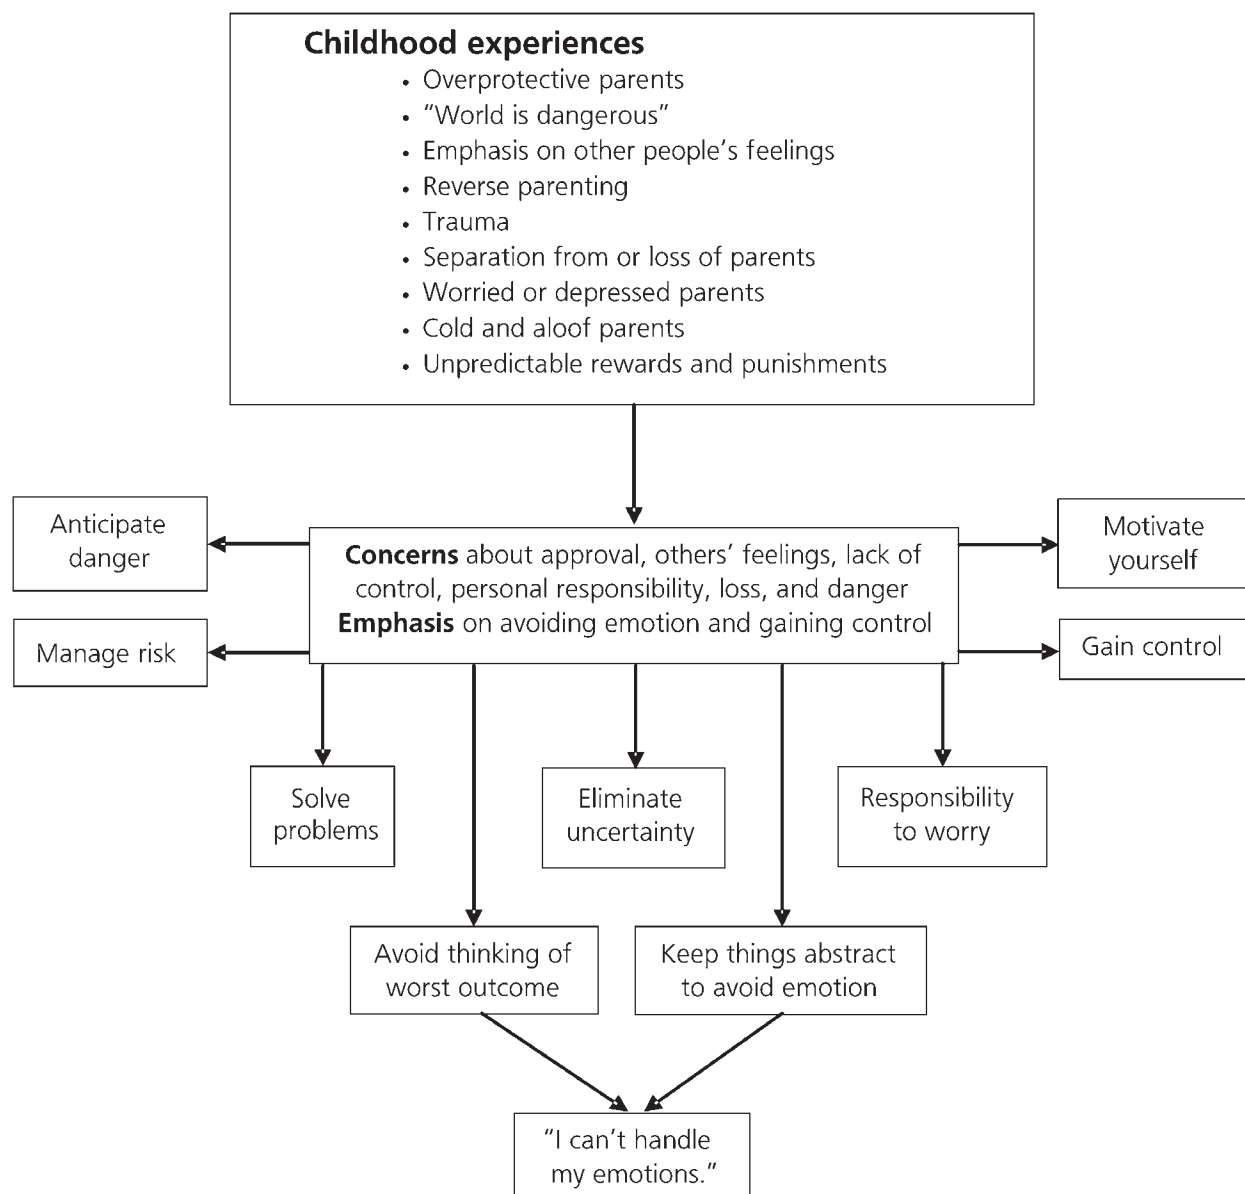 Childhood experiences
• Overprotective parents
• “World is dangerous”
• Emphasis on other people’s feelings
• Reverse parenting
• Trauma
• Separation from or loss of parents
• Worried or depressed parents
• Cold and aloof parents
• Unpredictable rewards and punishments
Anticipate
danger
Concerns about approval, others’ feelings, lack of
control, personal responsibility, loss, and danger
Emphasis on avoiding emotion and gaining control
Motivate
yourself
Manage risk
Gain control
Solve
problems
Eliminate
uncertainty
Responsibility
to worry
Avoid thinking of
worst outcome
Keep things abstract
to avoid emotion
“I can’t handle
my emotions.”